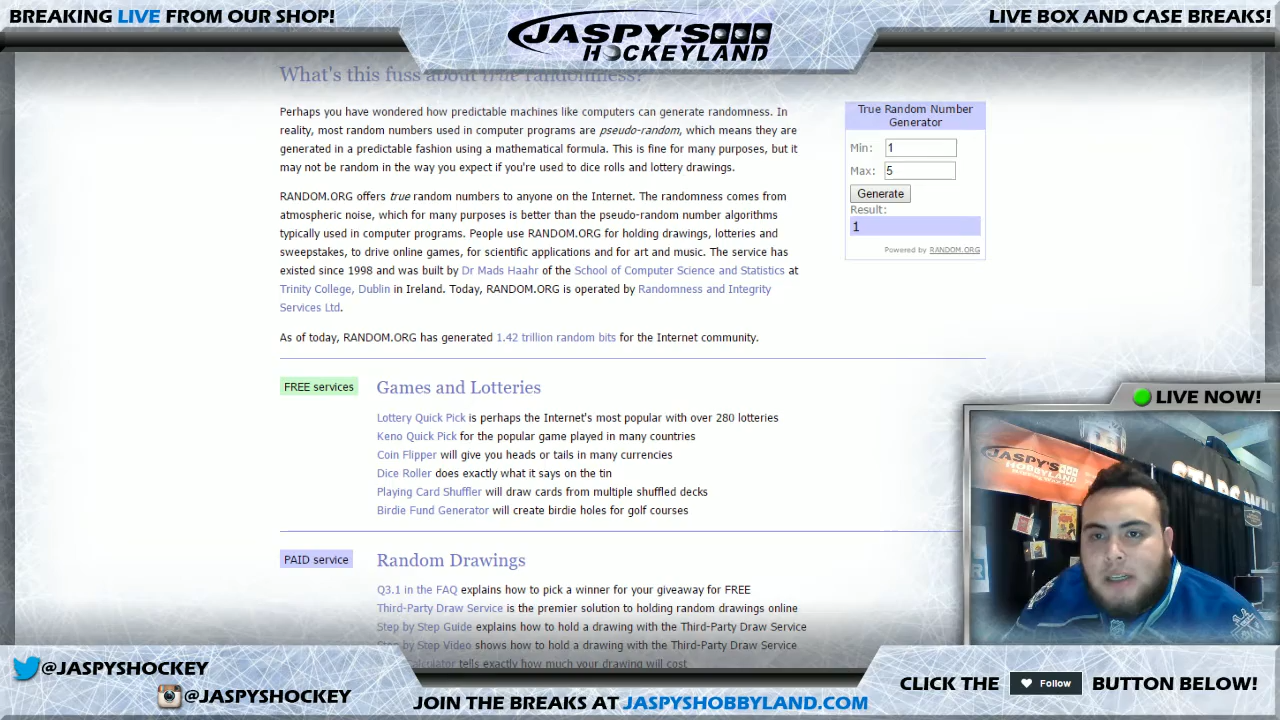 BREAKING LIVE FROM OUR SHOP!
JASPY'S
HOCKEYLAND
LIVE BOX AND CASE BREAKS!
What's this fuss about true randomness?
Perhaps you have wondered how predictable machines like computers can generate randomness. In
reality, most random numbers used in computer programs are pseudo-random, which means they are
generated in a predictable fashion using a mathematical formula. This is fine for many purposes, but it
may not be random in the way you expect if you're used to dice rolls and lottery drawings.
RANDOM.ORG offers true random numbers to anyone on the Internet. The randomness comes from
atmospheric noise, which for many purposes is better than the pseudo-random number algorithms
typically used in computer programs. People use RANDOM.ORG for holding drawings, lotteries and
sweepstakes, to drive online games, for scientific applications and for art and music. The service has
existed since 1998 and was built by Dr Mads Haahr of the School of Computer Science and Statistics at
Trinity College, Dublin in Ireland. Today, RANDOM.ORG is operated by Randomness and Integrity
Services Ltd.
As of today, RANDOM.ORG has generated 1.42 trillion random bits for the Internet community.
True Random Number
Generator
Min: 1
Max: 5
Generate
Result:
1
Powered by RANDOM.ORG
FREE services
Games and Lotteries
Lottery Quick Pick is perhaps the Internet's most popular with over 280 lotteries
Keno Quick Pick for the popular game played in many countries
Coin Flipper will give you heads or tails in many currencies
Dice Roller does exactly what it says on the tin
Playing Card Shuffler will draw cards from multiple shuffled decks
Birdie Fund Generator will create birdie holes for golf courses
PAID service
Random Drawings
Q3.1 in the FAQ explains how to pick a winner for your giveaway for FREE
Third-Party Draw Service is the premier solution to holding random drawings online
Step by Step Guide explains how to hold a drawing with the Third-Party Draw Service
Step by Step Video shows how to hold a drawing with the Third-Party Draw Service
Calculator tells exactly how much your drawing will cost
LIVE NOW!
JASPY'S
HOBBYLAND
STARS
@JASPYSHOCKEY
@JASPYSHOCKEY
JOIN THE BREAKS AT JASPYSHOBBYLAND.COM
CLICK THE Follow BUTTON BELOW!